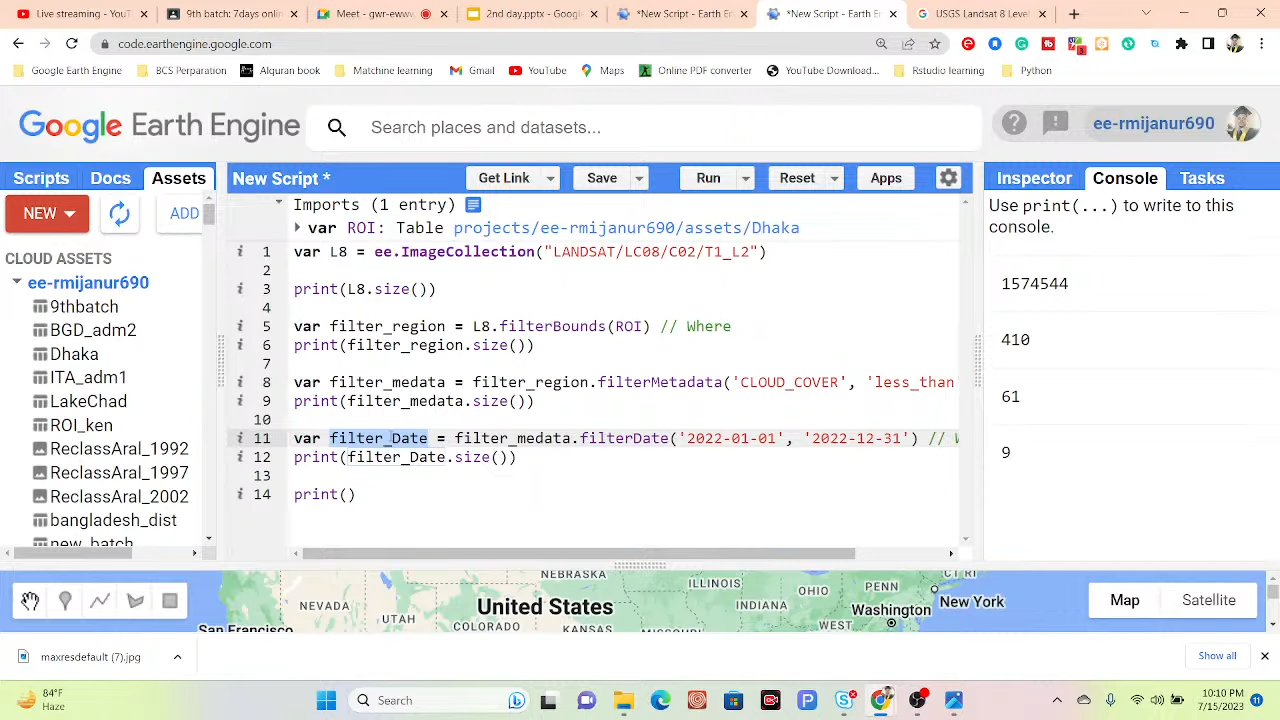 Live streaming - YouT
9th batch: 7days onlin
Meet - gwr-ewwv
2nd day.pptx - Google
*New Script - Earth En
*New Script - Earth En
USGS Landsat 8 Level
code.earthengine.google.com
Google Earth Engine
BCS Perparation
Alquran book
Matchine learning
Gmail
YouTube
Maps
Online PDF converter
YouTube Download...
Rstudio learning
Python
Google Earth Engine
Search places and datasets...
ee-rmijanur690
Scripts
Docs
Assets
New Script *
Get Link
Save
Run
Reset
Apps
Inspector
Console
Tasks
NEW
ADD
CLOUD ASSETS
ee-rmijanur690
9thbatch
BGD_adm2
Dhaka
ITA_adm1
LakeChad
ROI_ken
ReclassAral_1992
ReclassAral_1997
ReclassAral_2002
bangladesh_dist
new_batch
Imports (1 entry)
var ROI: Table projects/ee-rmijanur690/assets/Dhaka
1 var L8 = ee.ImageCollection("LANDSAT/LC08/C02/T1_L2")
2
3 print(L8.size())
4
5 var filter_region = L8.filterBounds(ROI) // Where
6 print(filter_region.size())
7
8 var filter_medata = filter_region.filterMetadata('CLOUD_COVER', 'less_than'
9 print(filter_medata.size())
10
11 var filter_Date = filter_medata.filterDate('2022-01-01', '2022-12-31') // W
12 print(filter_Date.size())
13
14 print()
Use print(...) to write to this
console.
1574544
410
61
9
NEBRASKA
ILLINOIS
OHIO
PENN
NEVADA
UTAH
United States
INDIANA
Washington
New York
San Francisco
COLORADO
KANSAS
WEST
Map
Satellite
maxresdefault (7).jpg
Show all
84°F
Haze
Search
10:10 PM
7/15/2023